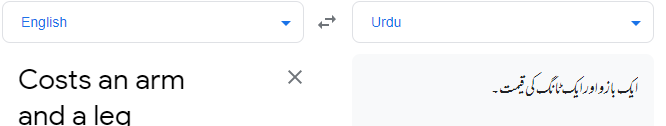 English
Urdu
Costs an arm
and a leg
ایک بازو اور ایک ٹانگ کی قیمت ۔